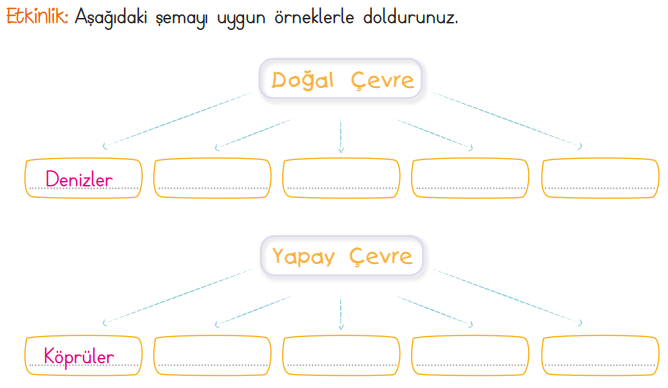 Etkinlik: Aşağıdaki şemayı uygun örneklerle doldurunuz.
Doğal Çevre
Denizler
Yapay Çevre
Köprüler